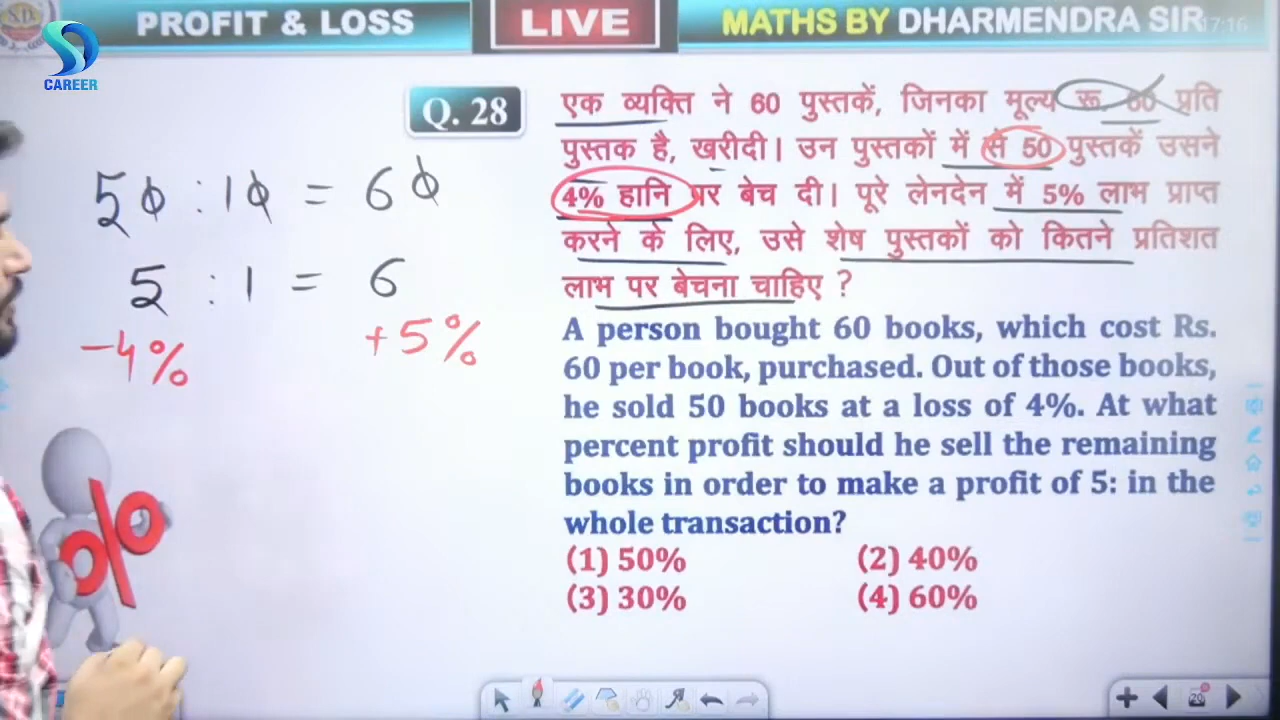 PROFIT & LOSS
LIVE
MATHS BY DHARMENDRA SIR
17:16
CAREER
Q. 28
एक व्यक्ति ने 60 पुस्तकें, जिनका मूल्य रू 60 प्रति
पुस्तक है, खरीदी। उन पुस्तकों में से 50 पुस्तकें उसने
4% हानि पर बेच दी। पूरे लेनदेन में 5% लाभ प्राप्त
करने के लिए, उसे शेष पुस्तकों को कितने प्रतिशत
लाभ पर बेचना चाहिए ?
50 : 10 = 60
5 : 1 = 6
-4% +5%
A person bought 60 books, which cost Rs.
60 per book, purchased. Out of those books,
he sold 50 books at a loss of 4%. At what
percent profit should he sell the remaining
books in order to make a profit of 5: in the
whole transaction?
(1) 50% (2) 40%
(3) 30% (4) 60%